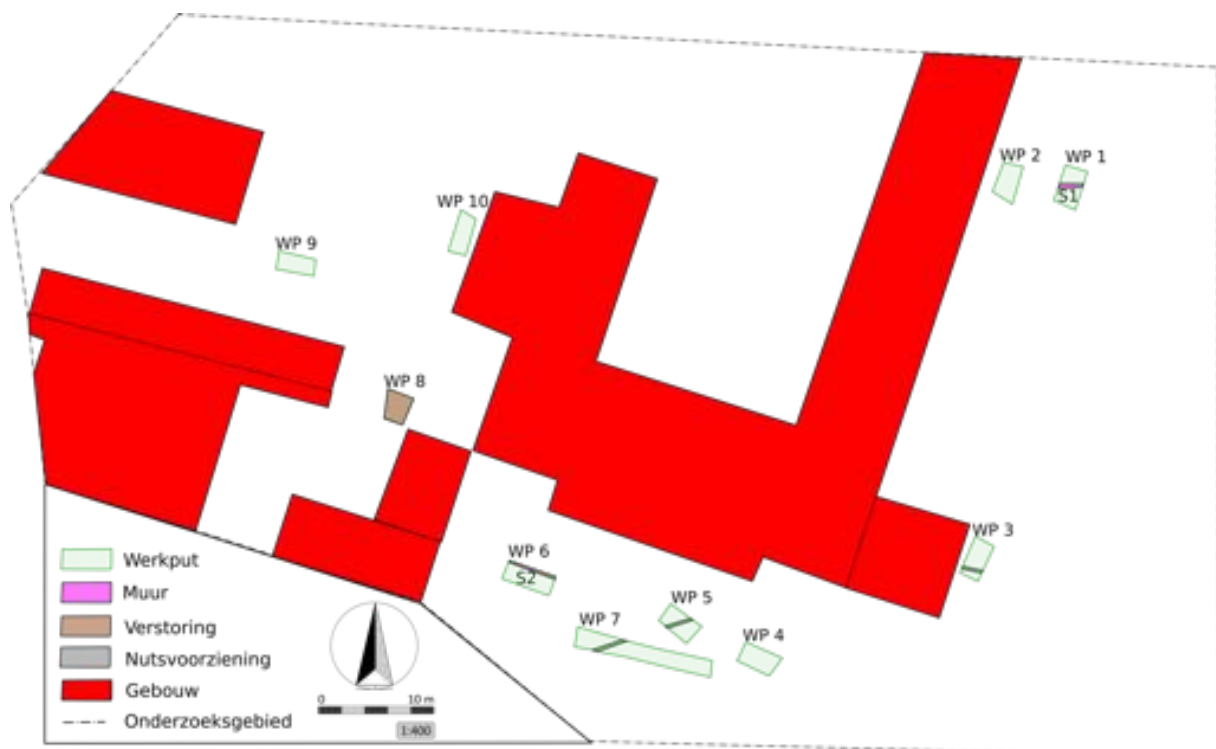 WP 2
WP 1
S1
WP 10
WP 9
WP 8
WP 3
WP 6
S2
WP 5
WP 7
WP 4
Werkput
Muur
Verstoring
Nutsvoorziening
Gebouw
Onderzoeksgebied
0 10 m
1:400